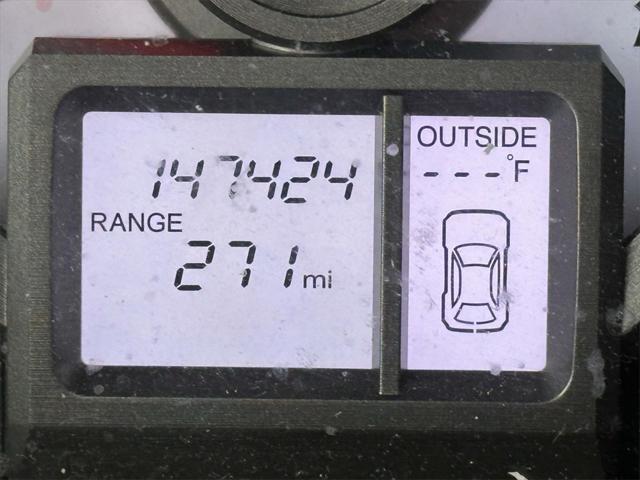 147424
RANGE
271 mi
OUTSIDE
---°F